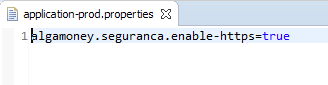 application-prod.properties
1 algamoney.seguranca.enable-https=true